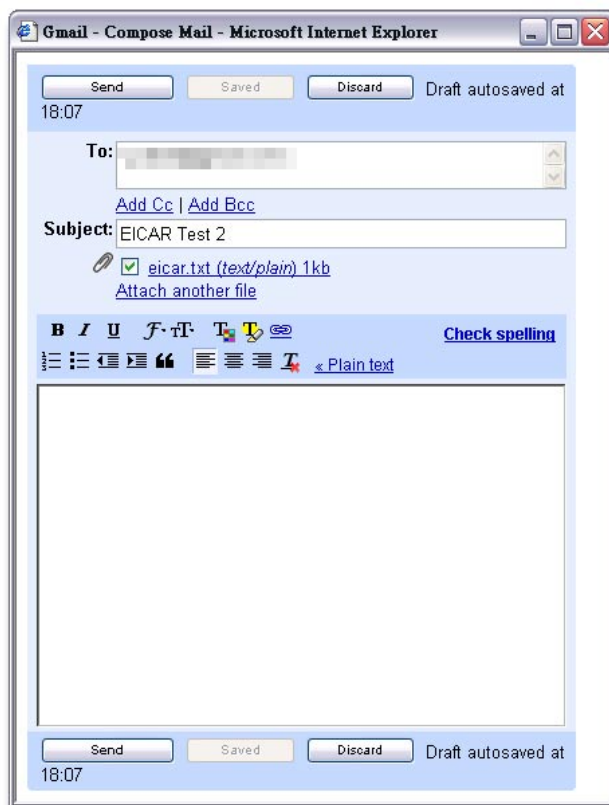 Gmail - Compose Mail - Microsoft Internet Explorer
Send Saved Discard Draft autosaved at
18:07
To:
Add Cc | Add Bcc
Subject: EICAR Test 2
eicar.txt (text/plain) 1kb
Attach another file
B I U F T T T Check spelling
T « Plain text
Send Saved Discard Draft autosaved at
18:07